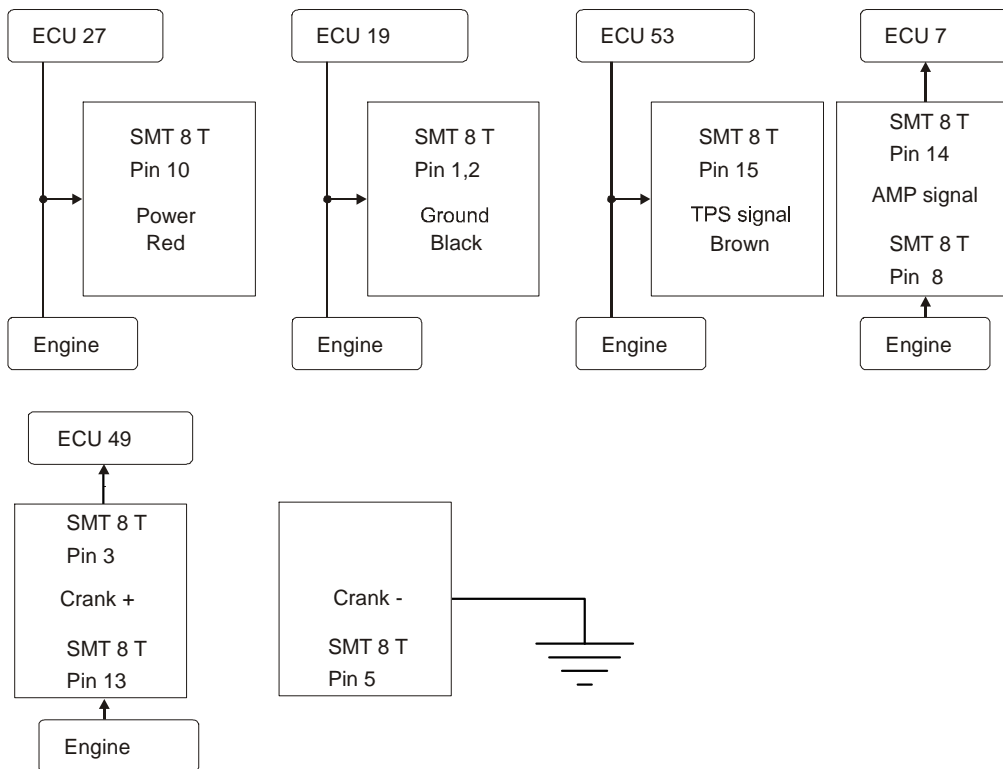 ECU 27
SMT 8 T
Pin 10
Power
Red
Engine
ECU 19
SMT 8 T
Pin 1,2
Ground
Black
Engine
ECU 53
SMT 8 T
Pin 15
TPS signal
Brown
Engine
ECU 7
SMT 8 T
Pin 14
AMP signal
SMT 8 T
Pin 8
Engine
ECU 49
SMT 8 T
Pin 3
Crank +
SMT 8 T
Pin 13
Engine
Crank -
SMT 8 T
Pin 5